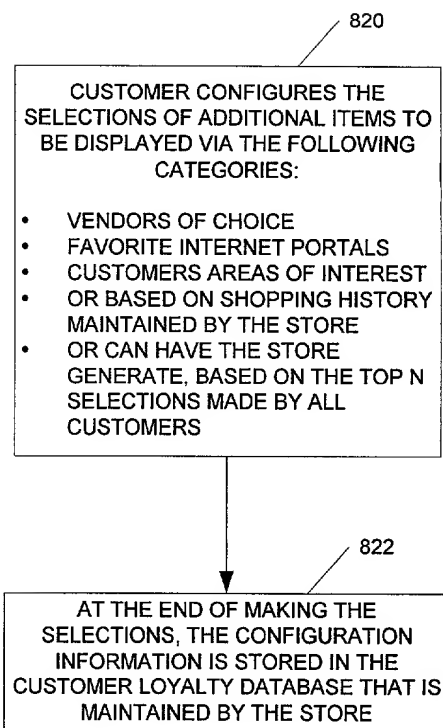 820
CUSTOMER CONFIGURES THE
SELECTIONS OF ADDITIONAL ITEMS TO
BE DISPLAYED VIA THE FOLLOWING
CATEGORIES:
• VENDORS OF CHOICE
• FAVORITE INTERNET PORTALS
• CUSTOMERS AREAS OF INTEREST
• OR BASED ON SHOPPING HISTORY
MAINTAINED BY THE STORE
• OR CAN HAVE THE STORE
GENERATE, BASED ON THE TOP N
SELECTIONS MADE BY ALL
CUSTOMERS
822
AT THE END OF MAKING THE
SELECTIONS, THE CONFIGURATION
INFORMATION IS STORED IN THE
CUSTOMER LOYALTY DATABASE THAT IS
MAINTAINED BY THE STORE